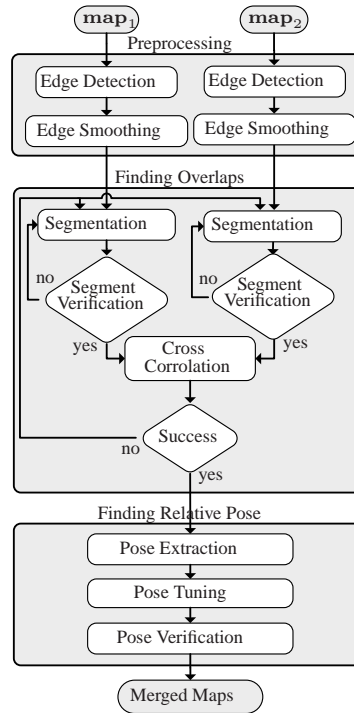 map₁ map₂
Preprocessing
Edge Detection Edge Detection
Edge Smoothing Edge Smoothing
Finding Overlaps
Segmentation Segmentation
no no
Segment Segment
Verification Verification
yes yes
Cross
Corrolation
Success
no
yes
Finding Relative Pose
Pose Extraction
Pose Tuning
Pose Verification
Merged Maps